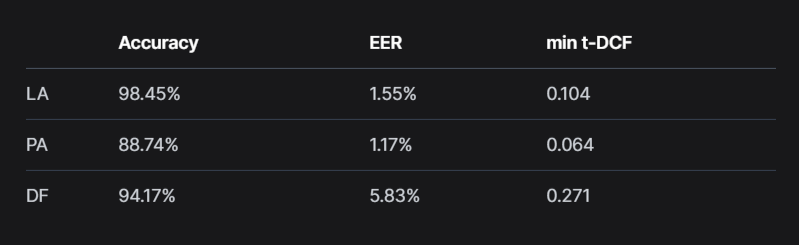 Accuracy EER min t-DCF
LA 98.45% 1.55% 0.104
PA 88.74% 1.17% 0.064
DF 94.17% 5.83% 0.271